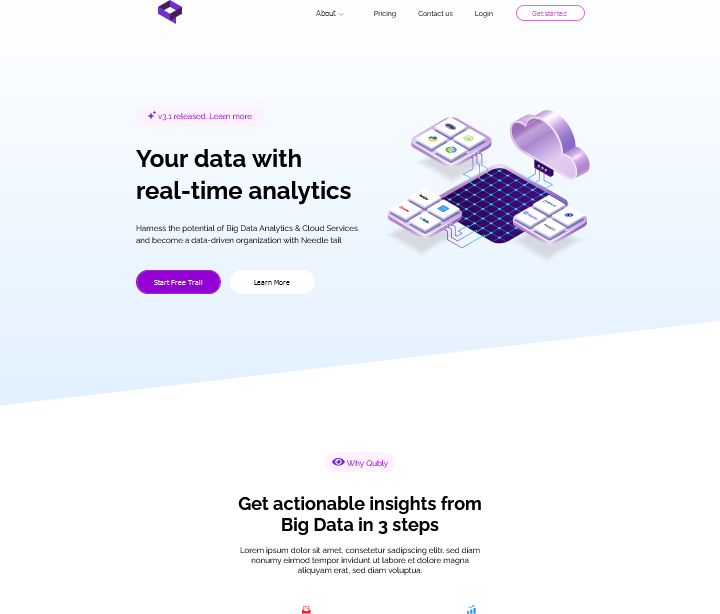 About
Pricing
Contact us
Login
Get started
v3.1 released. Learn more
Your data with
real-time analytics
Harness the potential of Big Data Analytics & Cloud Services
and become a data-driven organization with Needle tail
Start Free Trail
Learn More
Why Qubly
Get actionable insights from
Big Data in 3 steps
Lorem ipsum dolor sit amet, consetetur sadipscing elitr, sed diam
nonumy eirmod tempor invidunt ut labore et dolore magna
aliquyam erat, sed diam voluptua.